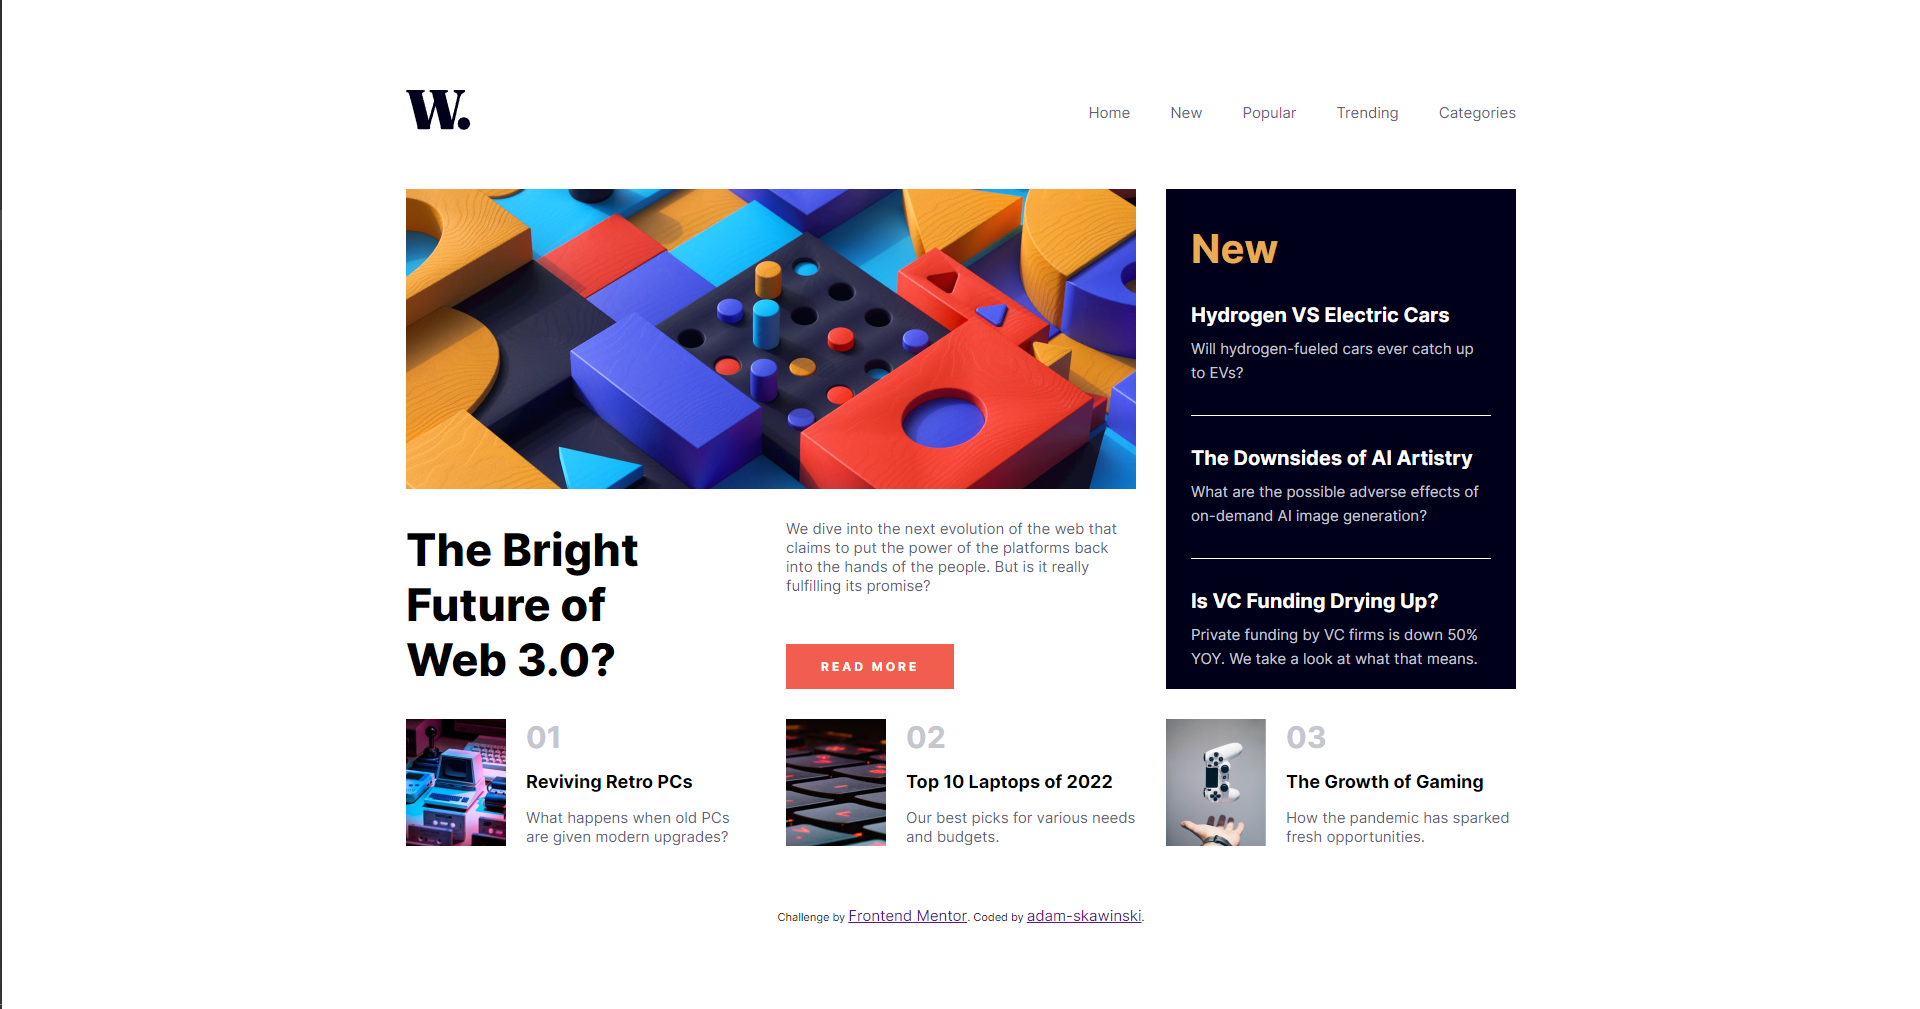 W.
Home New Popular Trending Categories
New
Hydrogen VS Electric Cars
Will hydrogen-fueled cars ever catch up
to EVs?
The Downsides of AI Artistry
What are the possible adverse effects of
on-demand AI image generation?
Is VC Funding Drying Up?
Private funding by VC firms is down 50%
YOY. We take a look at what that means.
The Bright
Future of
Web 3.0?
We dive into the next evolution of the web that
claims to put the power of the platforms back
into the hands of the people. But is it really
fulfilling its promise?
READ MORE
01
Reviving Retro PCs
What happens when old PCs
are given modern upgrades?
02
Top 10 Laptops of 2022
Our best picks for various needs
and budgets.
03
The Growth of Gaming
How the pandemic has sparked
fresh opportunities.
Challenge by Frontend Mentor. Coded by adam-skawinski.